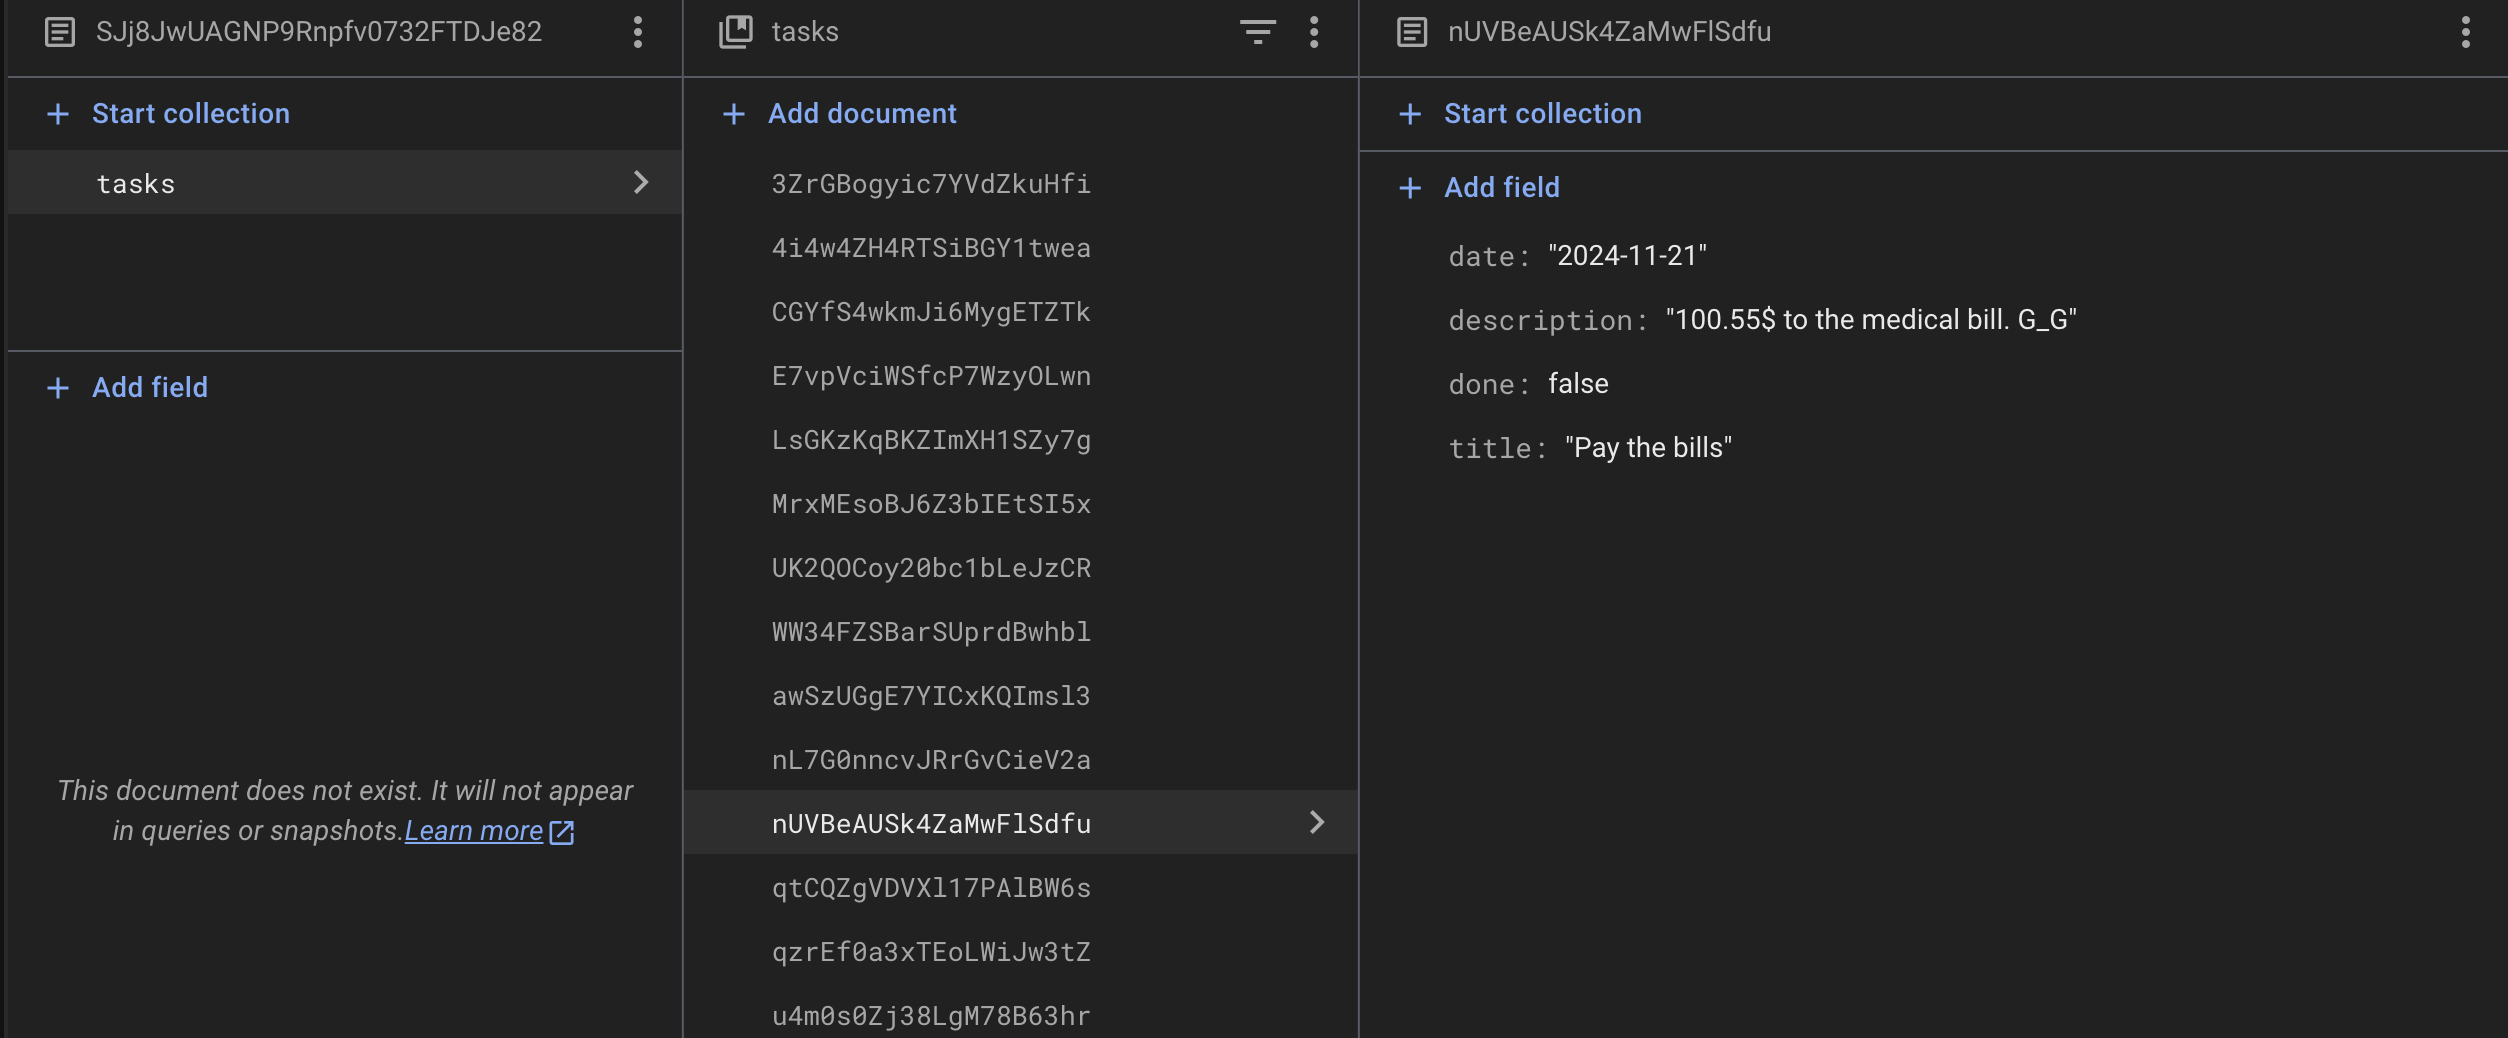 SJj8JwUAGNP9Rnpfv0732FTDJe82
Start collection
tasks
Add field
This document does not exist. It will not appear
in queries or snapshots.Learn more
tasks
Add document
3ZrGBogyic7YVdZkuHfi
4i4w4ZH4RTSiBGY1twea
CGYfS4wkmJi6MygETZTk
E7vpVciWSfcP7WzyOLwn
LsGKzKqBKZImXH1SZy7g
MrxMEsoBJ6Z3bIEtSI5x
UK2QOCoy20bc1bLeJzCR
WW34FZSBarSUprdBwhbl
awSzUGgE7YICxKQImsl3
nL7G0nncvJRrGvCieV2a
nUVBeAUSk4ZaMwFlSdfu
qtCQZgVDVXl17PAlBW6s
qzrEf0a3xTEoLWiJw3tZ
u4m0s0Zj38LgM78B63hr
nUVBeAUSk4ZaMwFlSdfu
Start collection
Add field
date: "2024-11-21"
description: "100.55$ to the medical bill. G_G"
done: false
title: "Pay the bills"